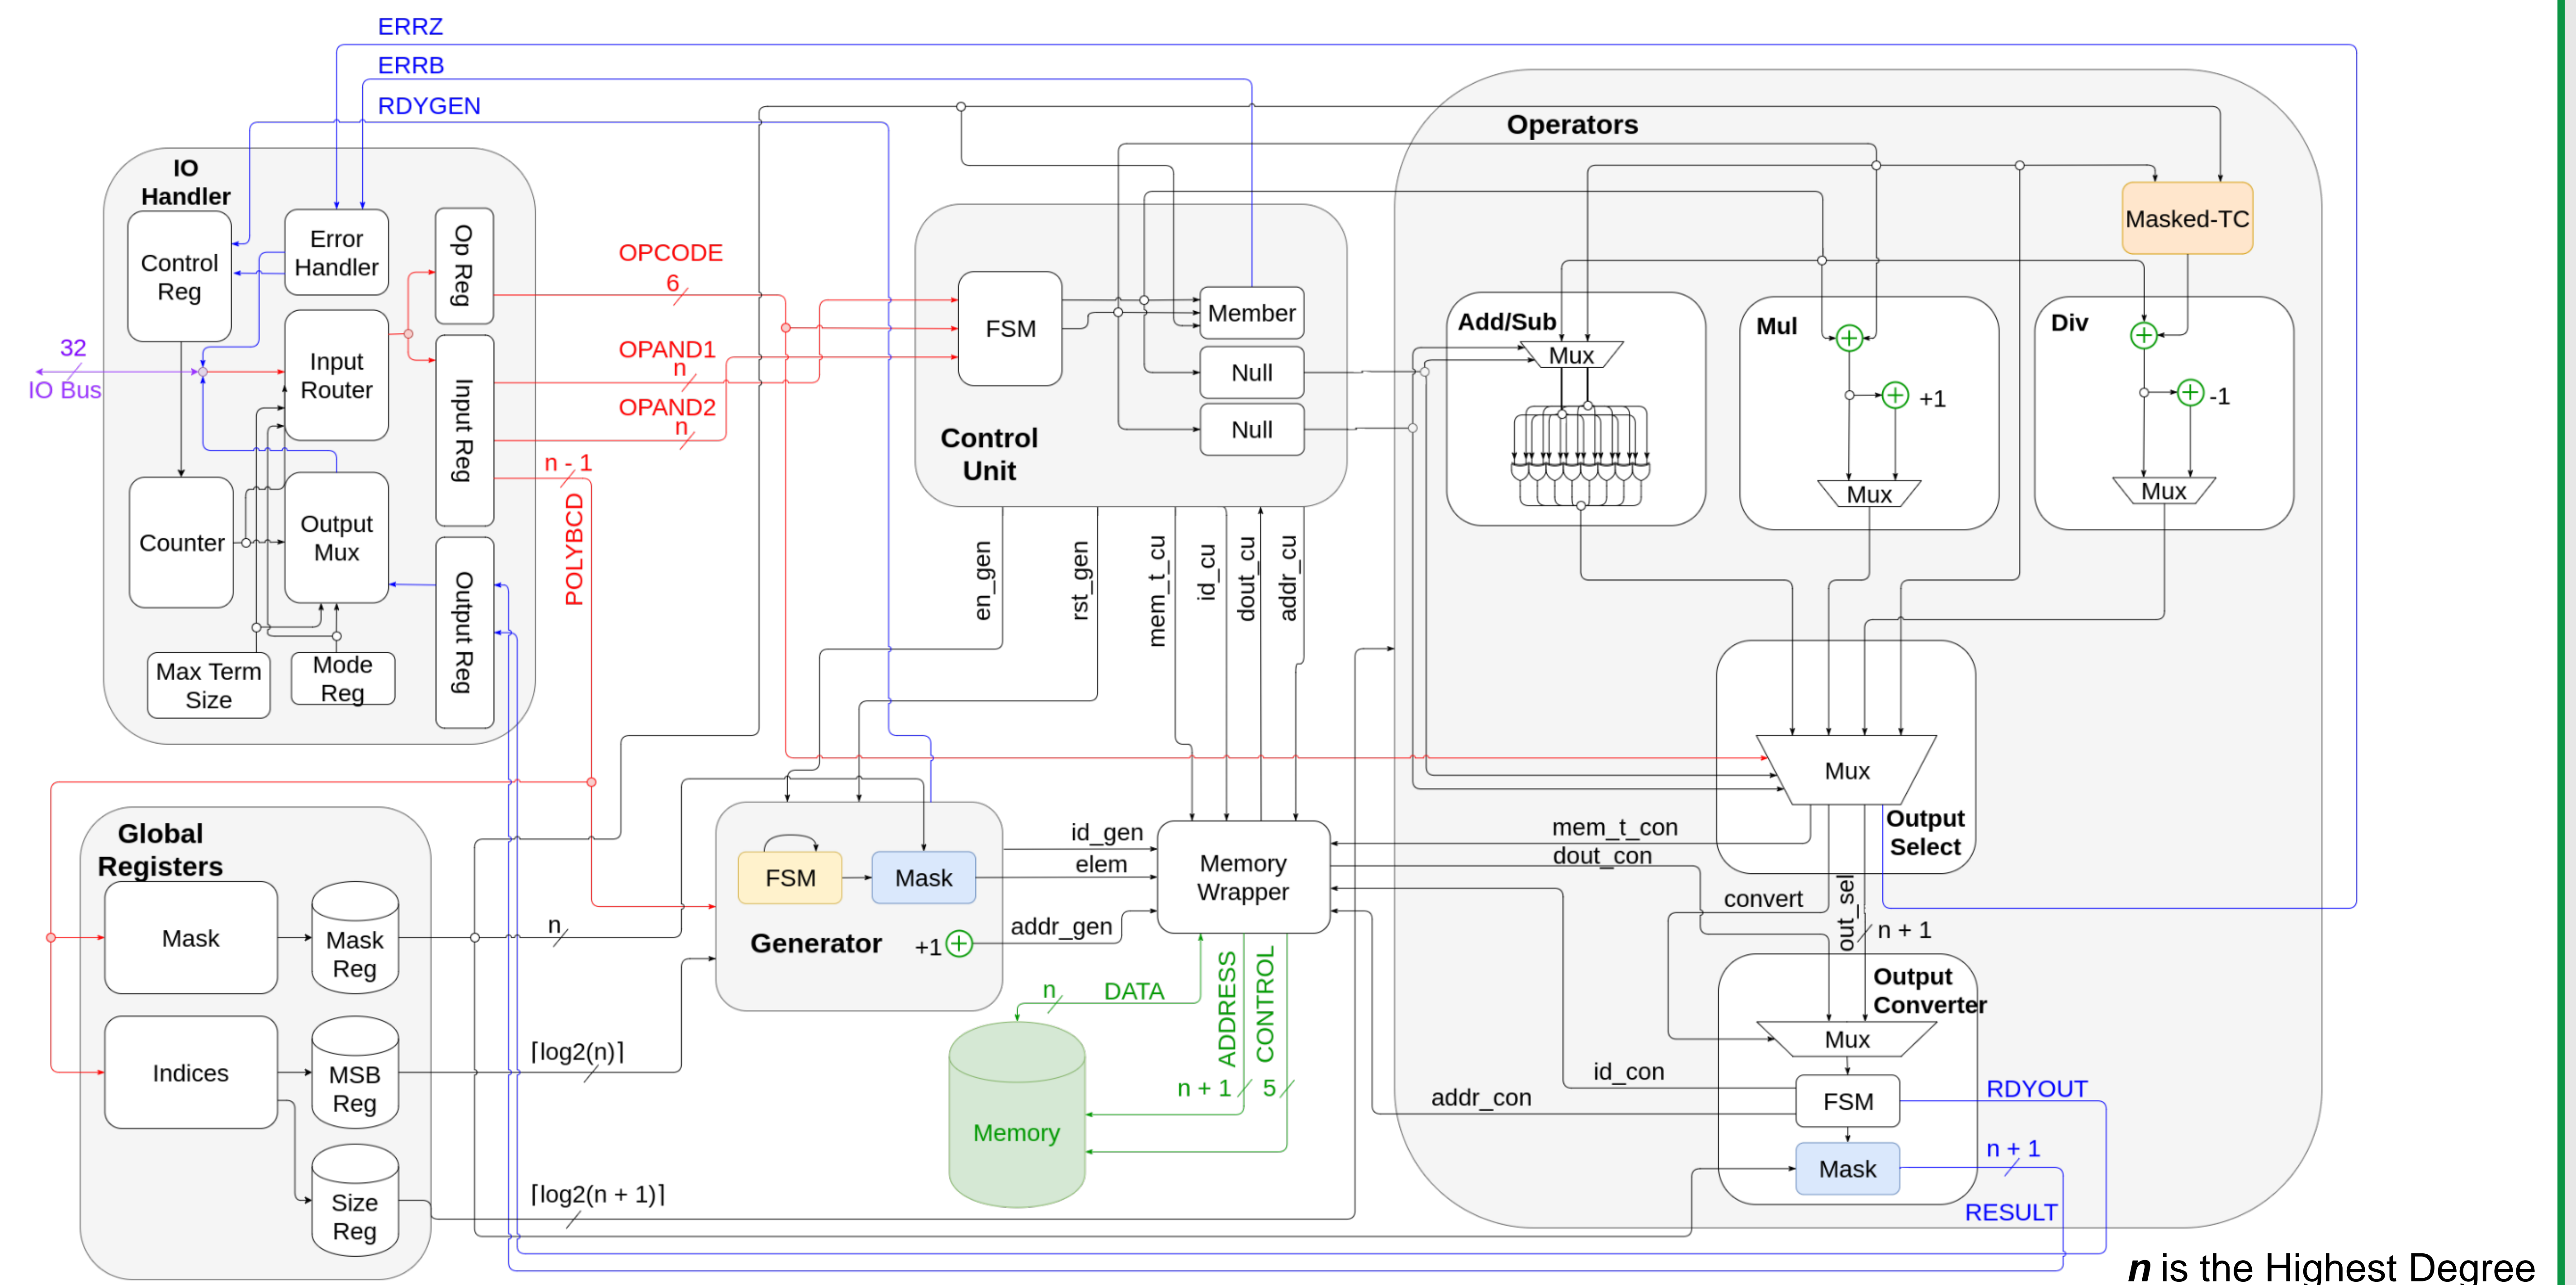 ERRZ
ERRB
RDYGEN
IO
Handler
Control
Reg
Error
Handler
Op Reg
Input
Router
Input Reg
32
IO Bus
Counter
Output
Mux
Output Reg
Max Term
Size
Mode
Reg
OPCODE
6
OPAND1
n
OPAND2
n
n - 1
POLYBCD
FSM
Member
Null
Null
Control
Unit
en_gen
rst_gen
mem_t_cu
id_cu
dout_cu
addr_cu
Operators
Masked-TC
Add/Sub
Mux
Mul
+1
Mux
Div
-1
Mux
Mux
Output
Select
mem_t_con
dout_con
convert
out_sel
n + 1
Output
Converter
Mux
FSM
Mask
id_con
addr_con
RDYOUT
n + 1
RESULT
Global
Registers
Mask
Mask
Reg
Indices
MSB
Reg
Size
Reg
n
⌈log2(n)⌉
⌈log2(n + 1)⌉
FSM
Mask
Generator
+1
id_gen
elem
addr_gen
Memory
Wrapper
n
DATA
ADDRESS
CONTROL
n + 1
5
Memory
n is the Highest Degree